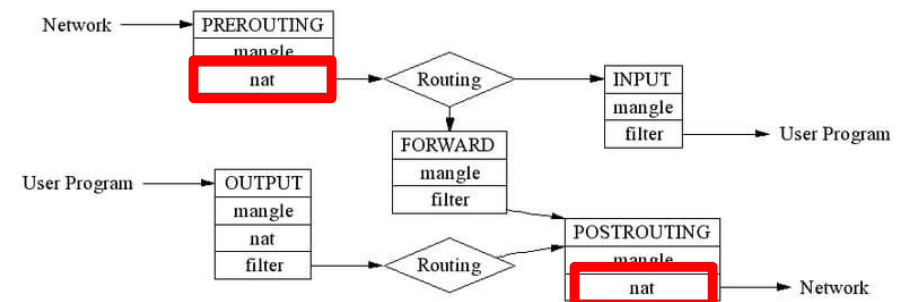 Network
PREROUTING
mangle
nat
Routing
INPUT
mangle
filter
User Program
FORWARD
mangle
filter
User Program
OUTPUT
mangle
nat
filter
Routing
POSTROUTING
mangle
nat
Network